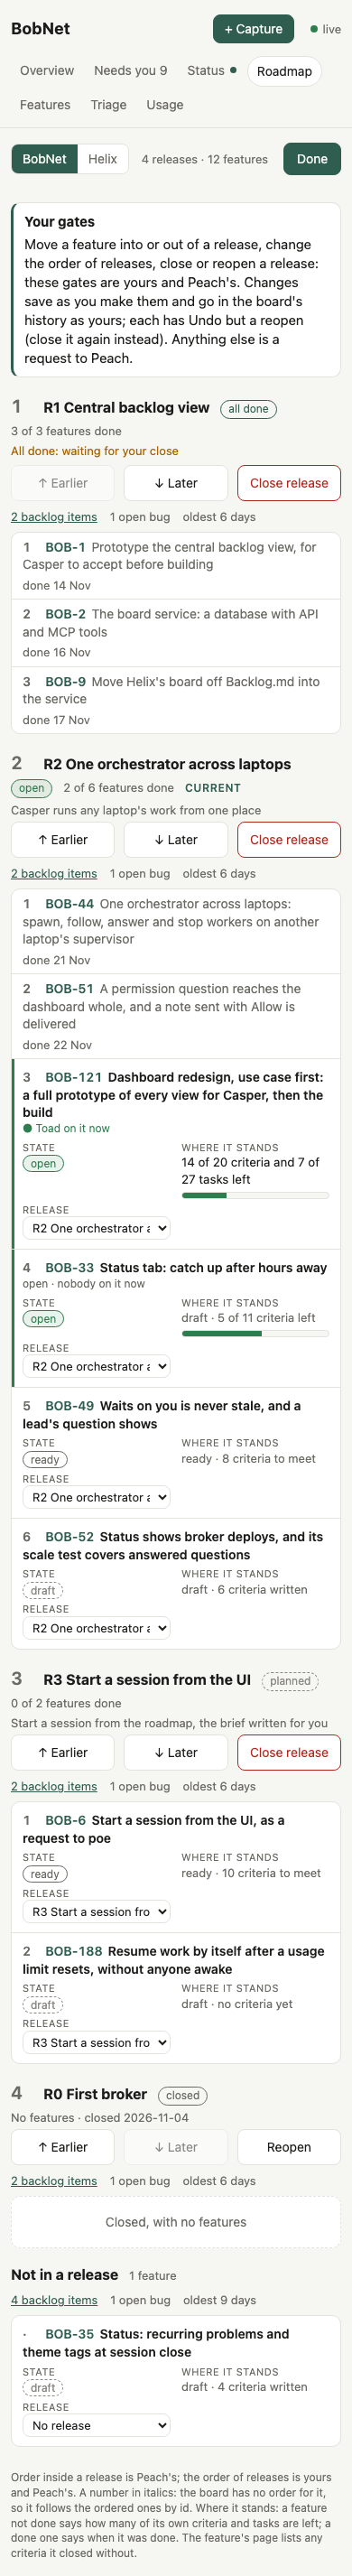 BobNet
+ Capture
live
Overview
Needs you 9
Status
Roadmap
Features
Triage
Usage
BobNet
Helix
4 releases · 12 features
Done
Your gates
Move a feature into or out of a release, change
the order of releases, close or reopen a release:
these gates are yours and Peach's. Changes
save as you make them and go in the board's
history as yours; each has Undo but a reopen
(close it again instead). Anything else is a
request to Peach.
1 R1 Central backlog view all done
3 of 3 features done
All done: waiting for your close
↑ Earlier
↓ Later
Close release
2 backlog items 1 open bug oldest 6 days
1 BOB-1 Prototype the central backlog view, for
Casper to accept before building
done 14 Nov
2 BOB-2 The board service: a database with API
and MCP tools
done 16 Nov
3 BOB-9 Move Helix's board off Backlog.md into
the service
done 17 Nov
2 R2 One orchestrator across laptops
open 2 of 6 features done CURRENT
Casper runs any laptop's work from one place
↑ Earlier
↓ Later
Close release
2 backlog items 1 open bug oldest 6 days
1 BOB-44 One orchestrator across laptops:
spawn, follow, answer and stop workers on another
laptop's supervisor
done 21 Nov
2 BOB-51 A permission question reaches the
dashboard whole, and a note sent with Allow is
delivered
done 22 Nov
3 BOB-121 Dashboard redesign, use case first:
a full prototype of every view for Casper, then the
build
Toad on it now
STATE
open
WHERE IT STANDS
14 of 20 criteria and 7 of
27 tasks left
RELEASE
R2 One orchestrator a
4 BOB-33 Status tab: catch up after hours away
open · nobody on it now
STATE
open
WHERE IT STANDS
draft · 5 of 11 criteria left
RELEASE
R2 One orchestrator a
5 BOB-49 Waits on you is never stale, and a
lead's question shows
STATE
ready
WHERE IT STANDS
ready · 8 criteria to meet
RELEASE
R2 One orchestrator a
6 BOB-52 Status shows broker deploys, and its
scale test covers answered questions
STATE
draft
WHERE IT STANDS
draft · 6 criteria written
RELEASE
R2 One orchestrator a
3 R3 Start a session from the UI planned
0 of 2 features done
Start a session from the roadmap, the brief written for you
↑ Earlier
↓ Later
Close release
2 backlog items 1 open bug oldest 6 days
1 BOB-6 Start a session from the UI, as a
request to poe
STATE
ready
WHERE IT STANDS
ready · 10 criteria to meet
RELEASE
R3 Start a session fro
2 BOB-188 Resume work by itself after a usage
limit resets, without anyone awake
STATE
draft
WHERE IT STANDS
draft · no criteria yet
RELEASE
R3 Start a session fro
4 R0 First broker closed
No features · closed 2026-11-04
↑ Earlier
↓ Later
Reopen
2 backlog items 1 open bug oldest 6 days
Closed, with no features
Not in a release 1 feature
4 backlog items 1 open bug oldest 9 days
· BOB-35 Status: recurring problems and
theme tags at session close
STATE
draft
WHERE IT STANDS
draft · 4 criteria written
RELEASE
No release
Order inside a release is Peach's; the order of releases is yours
and Peach's. A number in italics: the board has no order for it,
so it follows the ordered ones by id. Where it stands: a feature
not done says how many of its own criteria and tasks are left; a
done one says when it was done. The feature's page lists any
criteria it closed without.